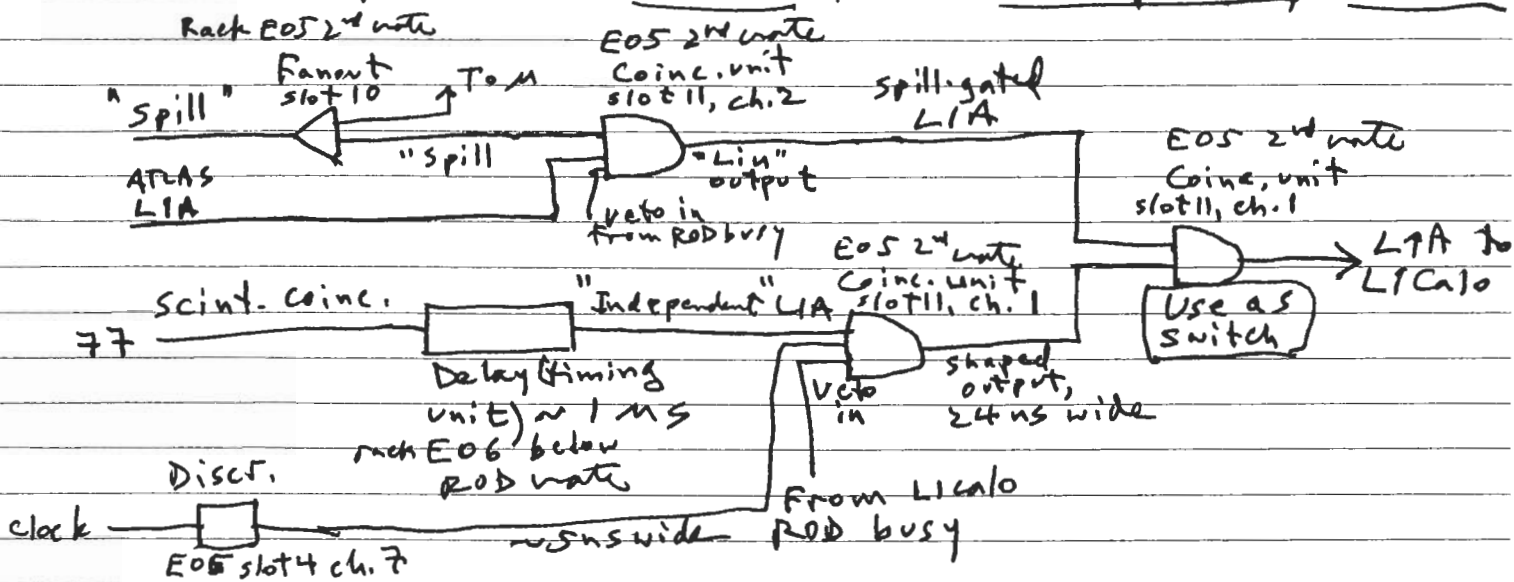 Rack E05 2nd crate
Fanout
slot 10
"Spill"
To M
E05 2nd crate
Coinc. unit
slot 11, ch. 2
spill-gated
L1A
"Spill
"Lin"
output
ATLAS
L1A
veto in
from ROD busy
E05 2nd crate
Coinc. unit
slot 11, ch. 1
L1A to
L1Calo
Use as
switch
E05 2nd crate
Coinc. unit
slot 11, ch. 1
77
scint. coinc.
"Independent" L1A
Delay (timing
unit) ~ 1 μs
rack E06 below
ROD crate
veto
in
shaped
output,
24 ns wide
From L1Calo
ROD busy
Discr.
clock
~5ns wide
E05 slot 4 ch. 7